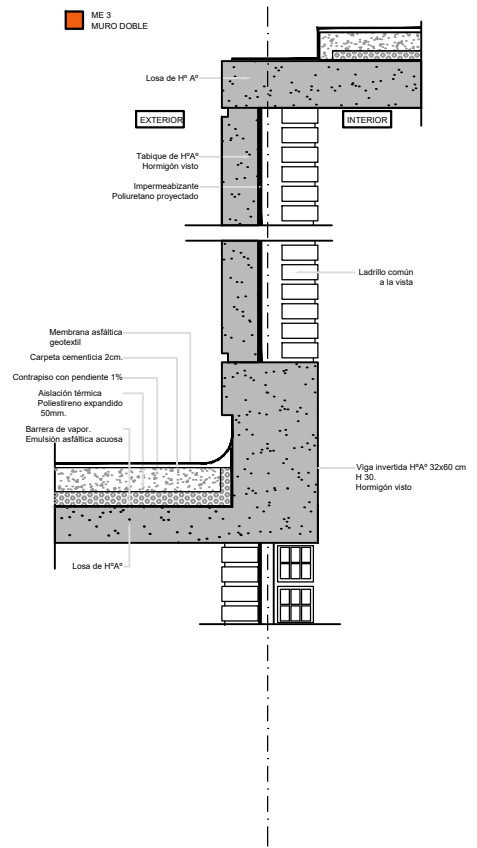 ME 3
MURO DOBLE
Losa de Hº Aº
EXTERIOR
INTERIOR
Tabique de HºAº
Hormigón visto
Impermeabizante
Poliuretano proyectado
Ladrillo común
a la vista
Membrana asfáltica
geotextil
Carpeta cementicia 2cm.
Contrapiso con pendiente 1%
Aislación térmica
Poliestireno expandido
50mm.
Barrera de vapor.
Emulsión asfáltica acuosa
Viga invertida HºAº 32x60 cm
H 30.
Hormigón visto
Losa de HºAº